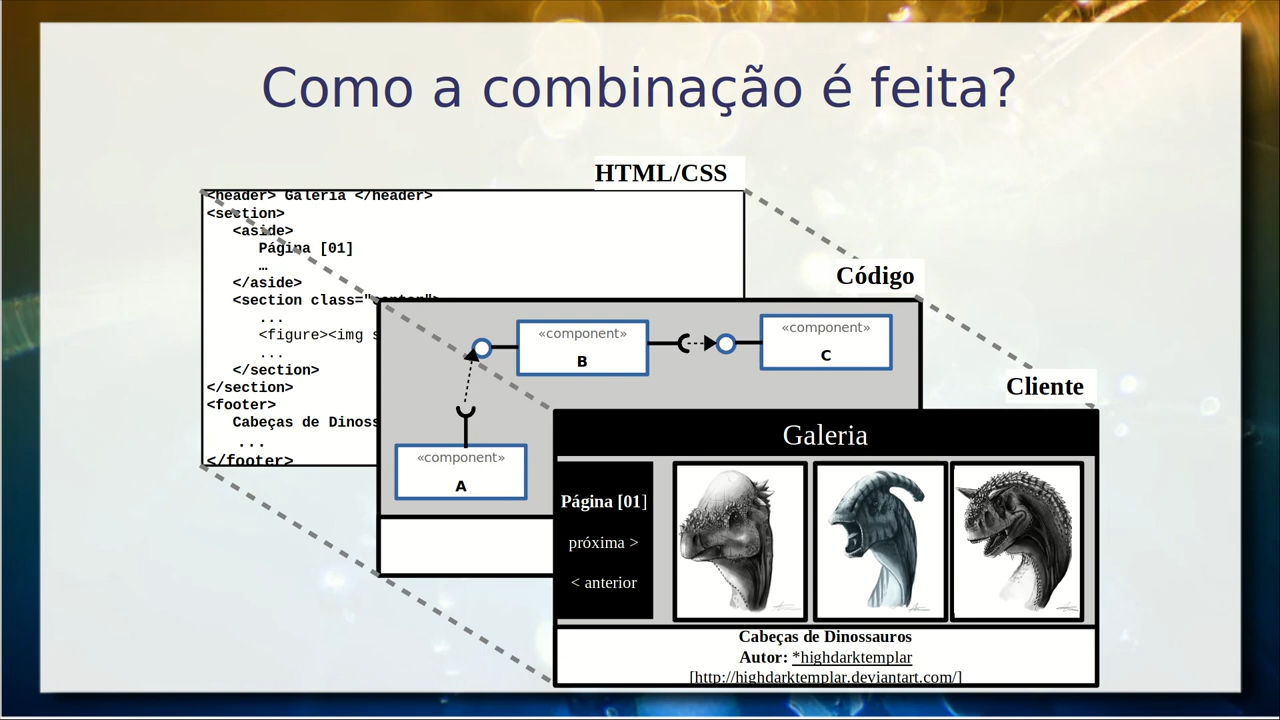 Como a combinação é feita?
HTML/CSS
<header> Galeria </header>
<section>
<aside>
Página [01]
…
</aside>
<section class="center">
...
<figure><img s
...
</section>
</section>
<footer>
Cabeças de Dinoss
...
</footer>
Código
«component»
B
«component»
C
«component»
A
Cliente
Galeria
Página [01]
próxima >
< anterior
Cabeças de Dinossauros
Autor: *highdarktemplar
[http://highdarktemplar.deviantart.com/]